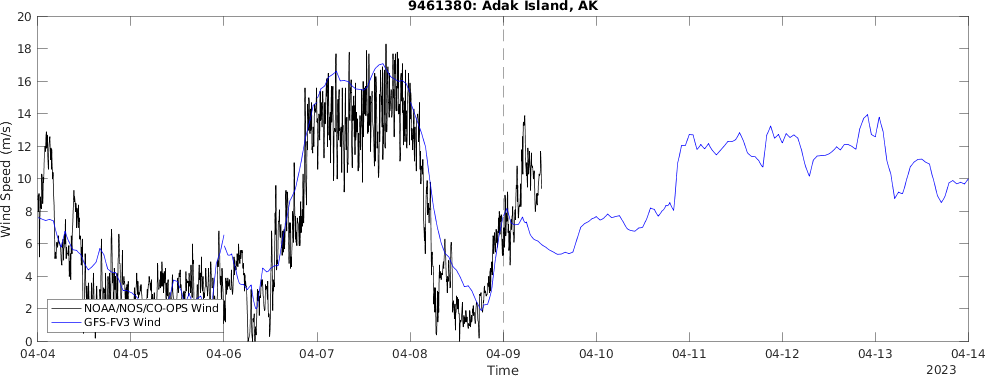 9461380: Adak Island, AK
20
18
16
14
12
10
8
6
4
2
0
Wind Speed (m/s)
NOAA/NOS/CO-OPS Wind
GFS-FV3 Wind
04-04 04-05 04-06 04-07 04-08 04-09 04-10 04-11 04-12 04-13 04-14
Time
2023